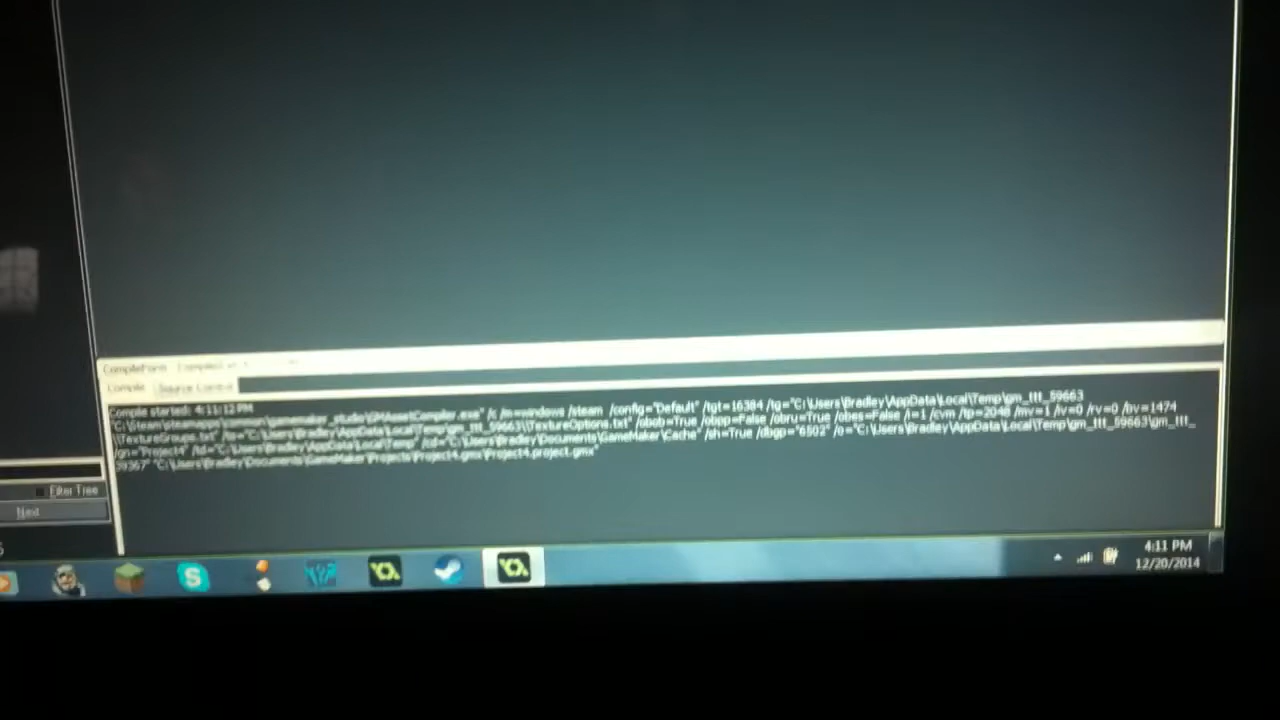 CompileForm
Compile Source Control
Compile started: 4:11:12 PM
"C:\Steam\steamapps\common\gamemaker_studio\GMAssetCompiler.exe" /c /m=windows /steam /config="Default" /tgt=16384 /tg="C:\Users\Bradley\AppData\Local\Temp\gm_ttt_59663
\TextureGroups.txt" /to="C:\Users\Bradley\AppData\Local\Temp\gm_ttt_59663\\TextureOptions.txt" /obob=True /obpp=False /obru=True /obes=False /i=1 /cvm /tp=2048 /mv=1 /iv=0 /rv=0 /bv=1474
/gn="Project4" /td="C:\Users\Bradley\AppData\Local\Temp" /cd="C:\Users\Bradley\Documents\GameMaker\Cache" /sh=True /dbgp="6502" /o="C:\Users\Bradley\AppData\Local\Temp\gm_ttt_59663\gm_ttt_
59367" "C:\Users\Bradley\Documents\GameMaker\Projects\Project4.gmx\Project4.project.gmx"
Filter Tree
Next
4:11 PM
12/20/2014